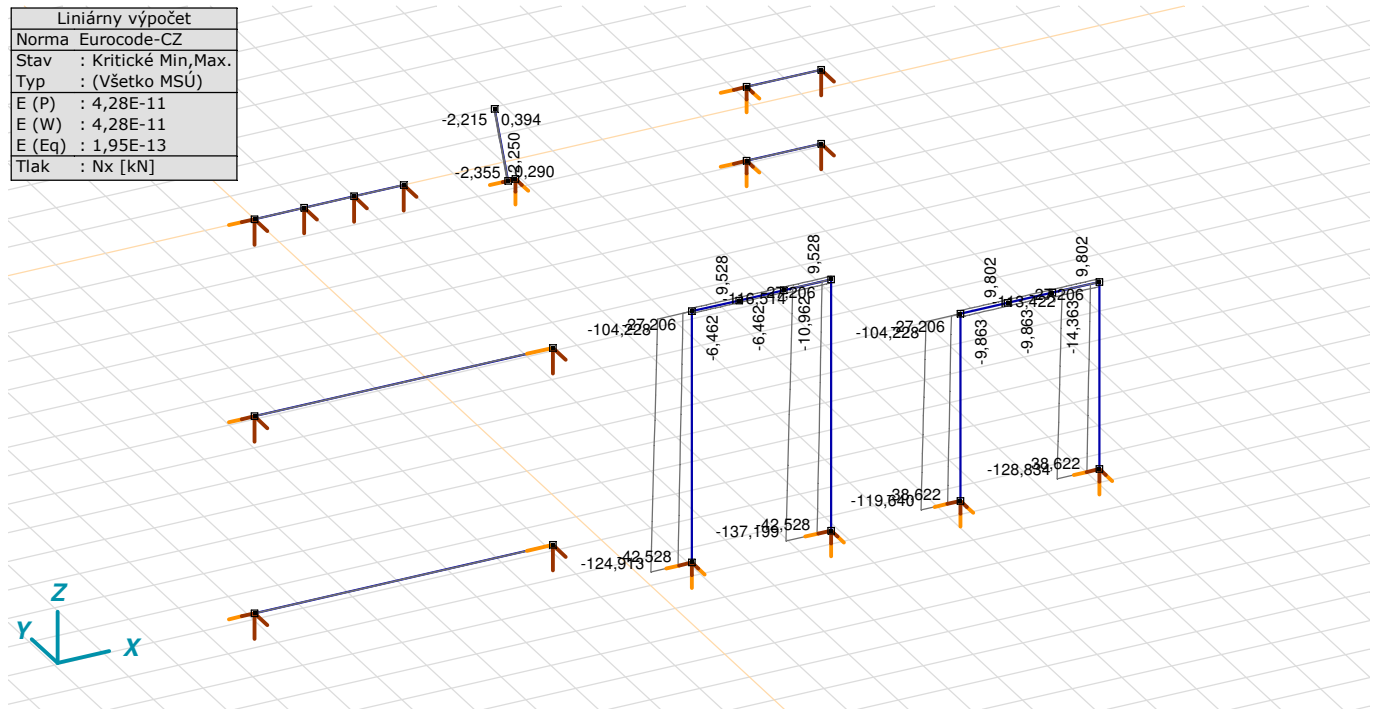 Liniárny výpočet
Norma Eurocode-CZ
Stav : Kritické Min,Max.
Typ : (Všetko MSÚ)
E (P) : 4,28E-11
E (W) : 4,28E-11
E (Eq) : 1,95E-13
Tlak : Nx [kN]
-2,215 0,394
-2,355 0,290
9,528
9,528
9,802
9,802
-27,206
-104,228
-27,206
-104,228
-6,462
-6,462
-10,962
-9,863
-9,863
-14,363
-42,528
-124,913
-42,528
-137,199
-38,622
-119,640
-38,622
-128,834
Z
Y
X